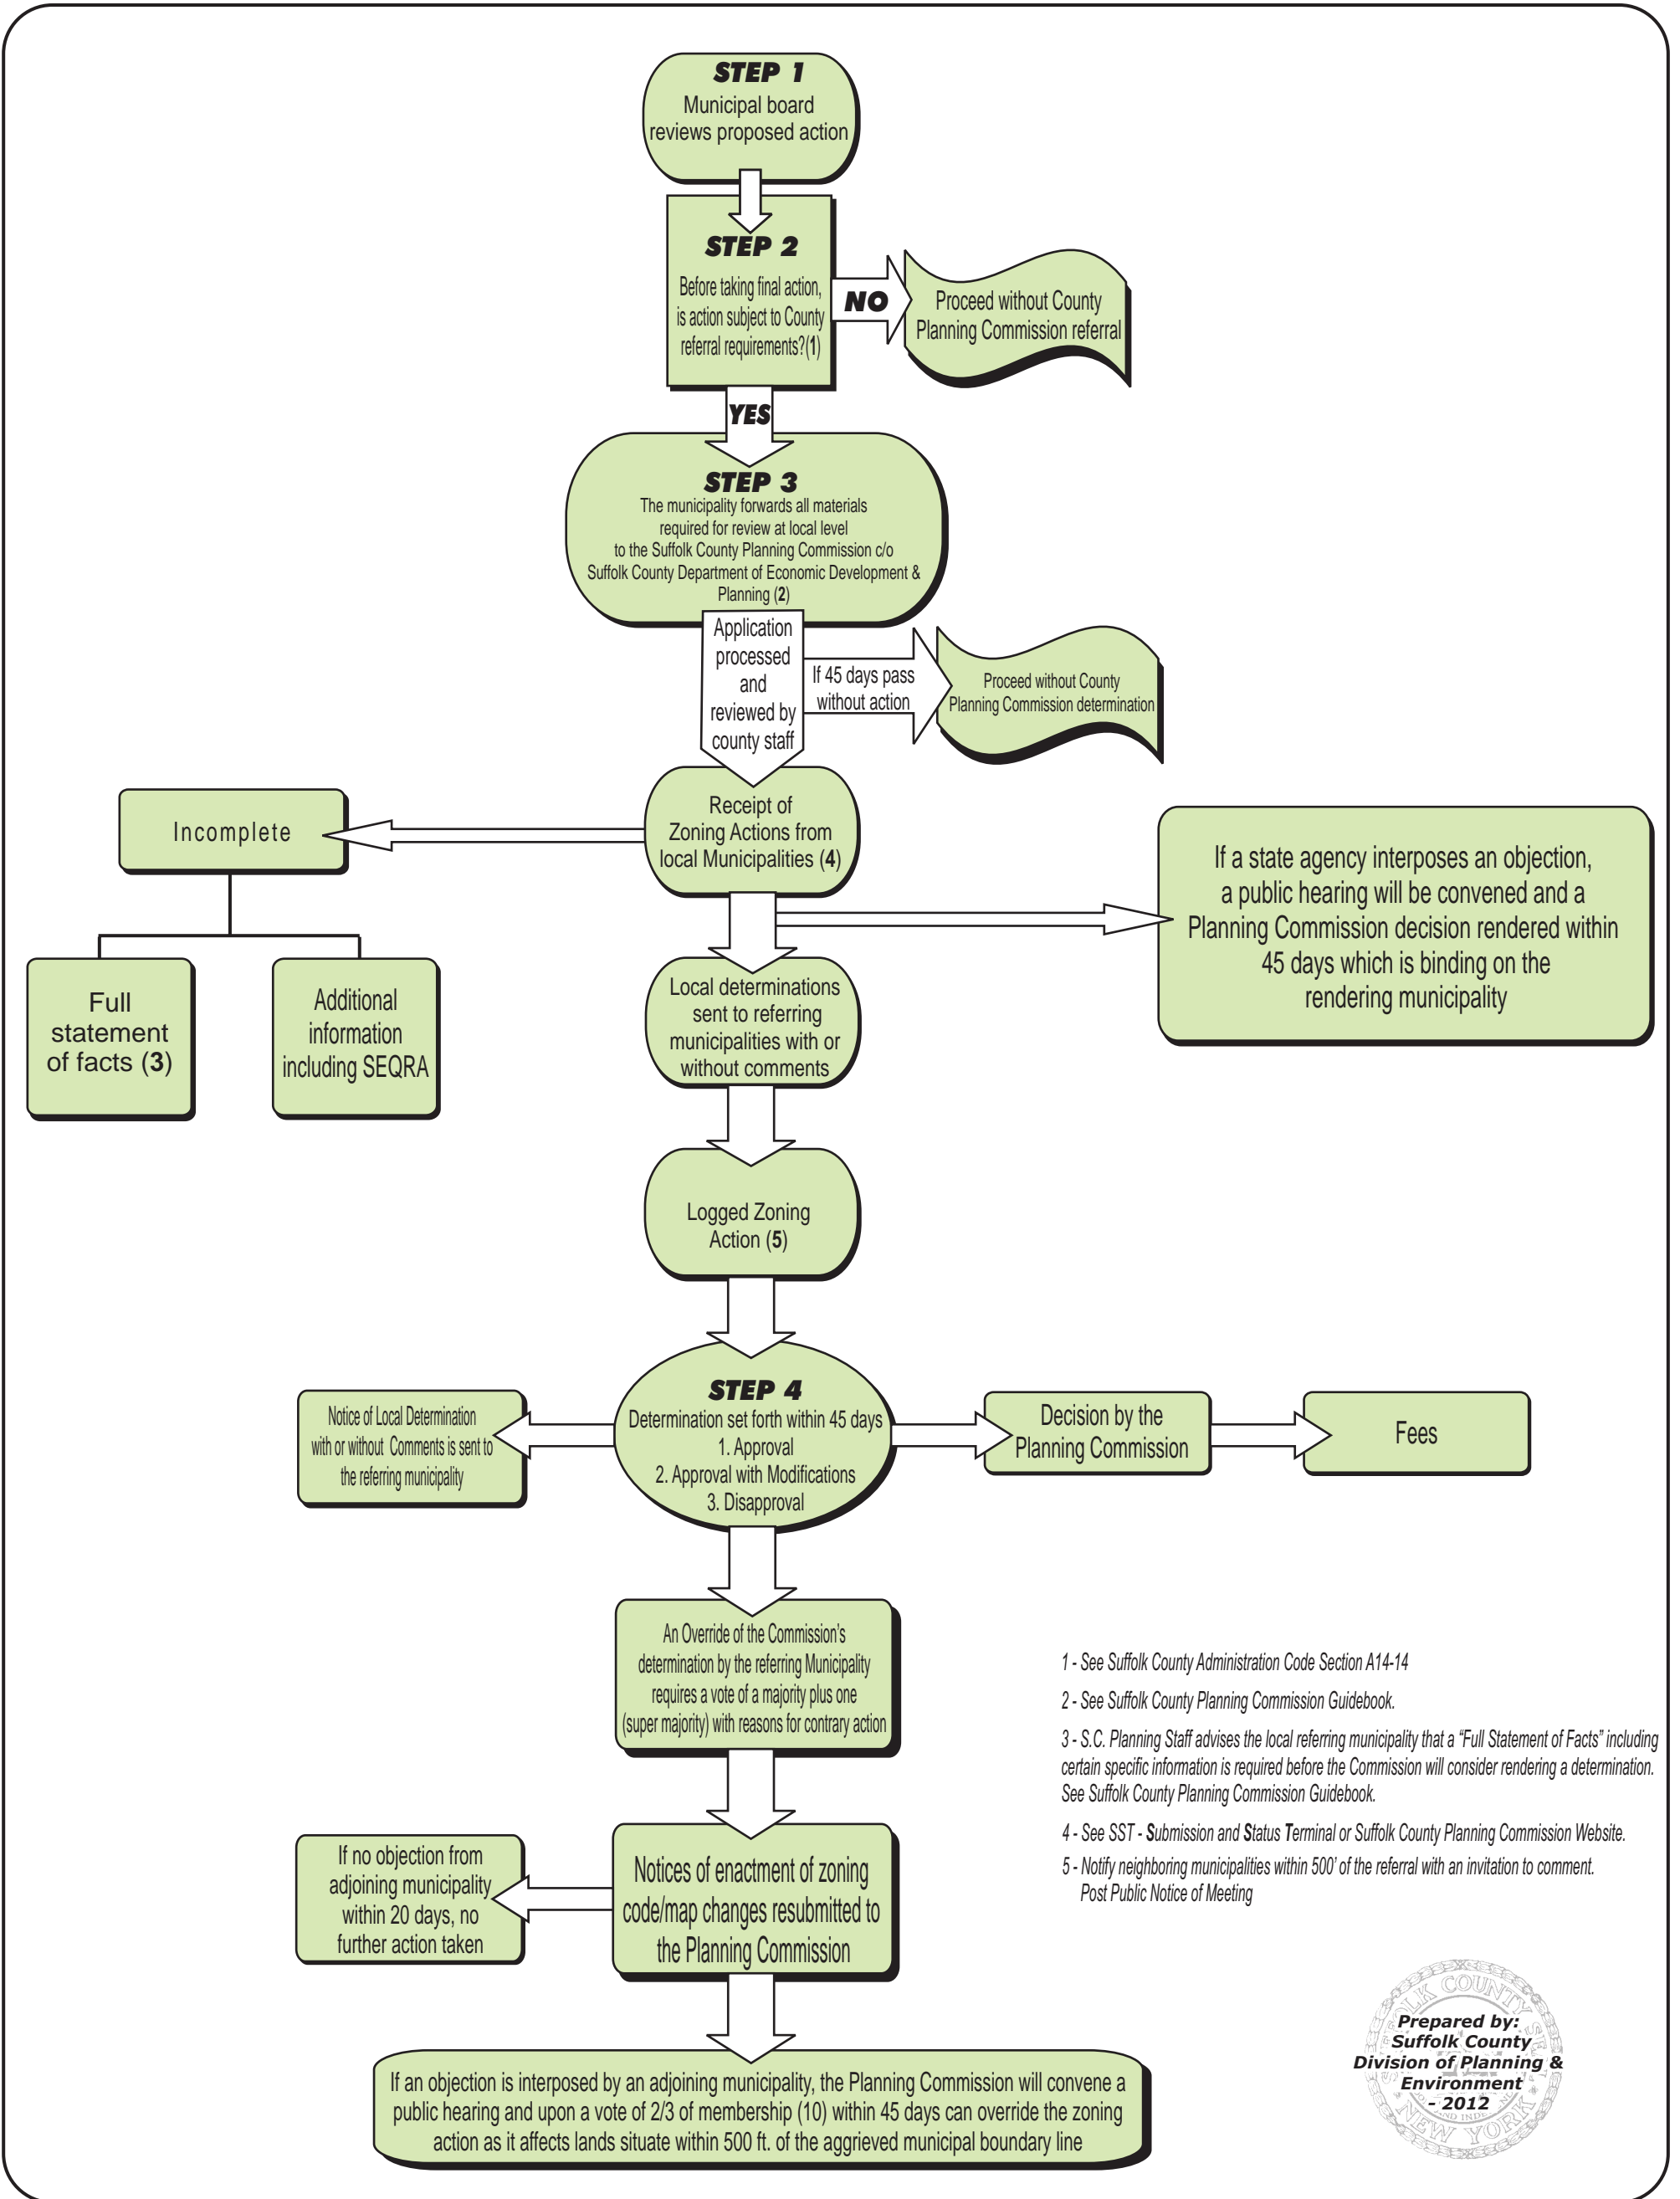 STEP 1
Municipal board
reviews proposed action
STEP 2
Before taking final action,
is action subject to County
referral requirements?(1)
NO
Proceed without County
Planning Commission referral
YES
STEP 3
The municipality forwards all materials
required for review at local level
to the Suffolk County Planning Commission c/o
Suffolk County Department of Economic Development &
Planning (2)
Application
processed
and
reviewed by
county staff
If 45 days pass
without action
Proceed without County
Planning Commission determination
Receipt of
Zoning Actions from
local Municipalities (4)
Incomplete
Full
statement
of facts (3)
Additional
information
including SEQRA
If a state agency interposes an objection,
a public hearing will be convened and a
Planning Commission decision rendered within
45 days which is binding on the
rendering municipality
Local determinations
sent to referring
municipalities with or
without comments
Logged Zoning
Action (5)
STEP 4
Determination set forth within 45 days
1. Approval
2. Approval with Modifications
3. Disapproval
Notice of Local Determination
with or without Comments is sent to
the referring municipality
Decision by the
Planning Commission
Fees
An Override of the Commission's
determination by the referring Municipality
requires a vote of a majority plus one
(super majority) with reasons for contrary action
Notices of enactment of zoning
code/map changes resubmitted to
the Planning Commission
If no objection from
adjoining municipality
within 20 days, no
further action taken
If an objection is interposed by an adjoining municipality, the Planning Commission will convene a
public hearing and upon a vote of 2/3 of membership (10) within 45 days can override the zoning
action as it affects lands situate within 500 ft. of the aggrieved municipal boundary line
1 - See Suffolk County Administration Code Section A14-14
2 - See Suffolk County Planning Commission Guidebook.
3 - S.C. Planning Staff advises the local referring municipality that a “Full Statement of Facts” including
certain specific information is required before the Commission will consider rendering a determination.
See Suffolk County Planning Commission Guidebook.
4 - See SST - Submission and Status Terminal or Suffolk County Planning Commission Website.
5 - Notify neighboring municipalities within 500' of the referral with an invitation to comment.
Post Public Notice of Meeting
Prepared by:
Suffolk County
Division of Planning &
Environment
- 2012
NEW YORK